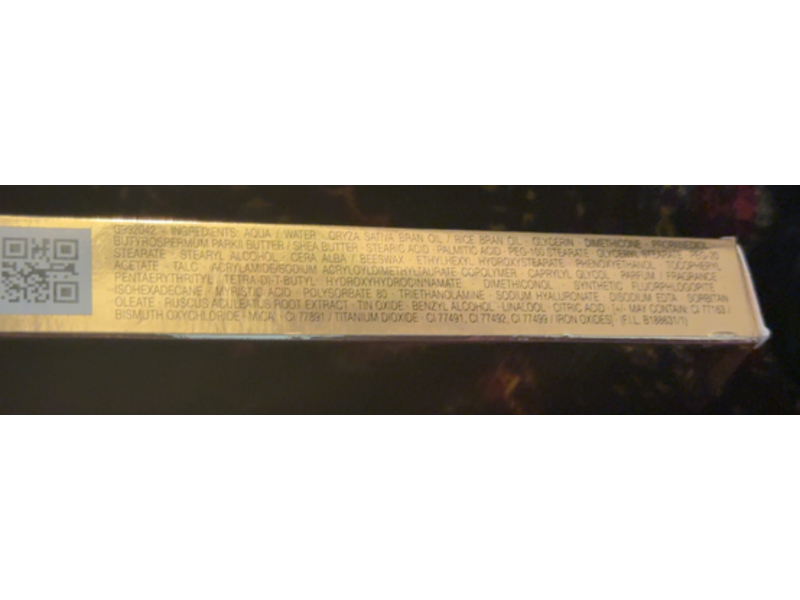 INGREDIENTS: AQUA / WATER · ORYZA SATIVA BRAN OIL / RICE BRAN OIL · GLYCERIN · DIMETHICONE · PROPANEDIOL
BUTYROSPERMUM PARKII BUTTER / SHEA BUTTER · STEARIC ACID · PALMITIC ACID · PEG-100 STEARATE · GLYCERYL STEARATE · PEG-20
STEARATE · STEARYL ALCOHOL · CERA ALBA / BEESWAX · ETHYLHEXYL HYDROXYSTEARATE · PHENOXYETHANOL · TOCOPHERYL
ACETATE · TALC · ACRYLAMIDE/SODIUM ACRYLOYLDIMETHYLTAURATE COPOLYMER · CAPRYLYL GLYCOL · PARFUM / FRAGRANCE
PENTAERYTHRITYL TETRA-DI-T-BUTYL HYDROXYHYDROCINNAMATE · DIMETHICONOL · SYNTHETIC FLUORPHLOGOPITE
ISOHEXADECANE · MYRISTIC ACID · POLYSORBATE 80 · TRIETHANOLAMINE · SODIUM HYALURONATE · DISODIUM EDTA · SORBITAN
OLEATE · RUSCUS ACULEATUS ROOT EXTRACT · TIN OXIDE · BENZYL ALCOHOL · LINALOOL · CITRIC ACID · [+/- MAY CONTAIN: CI 77163 /
BISMUTH OXYCHLORIDE · MICA · CI 77891 / TITANIUM DIOXIDE · CI 77491, CI 77492, CI 77499 / IRON OXIDES] · (F.I.L. B188631/1)